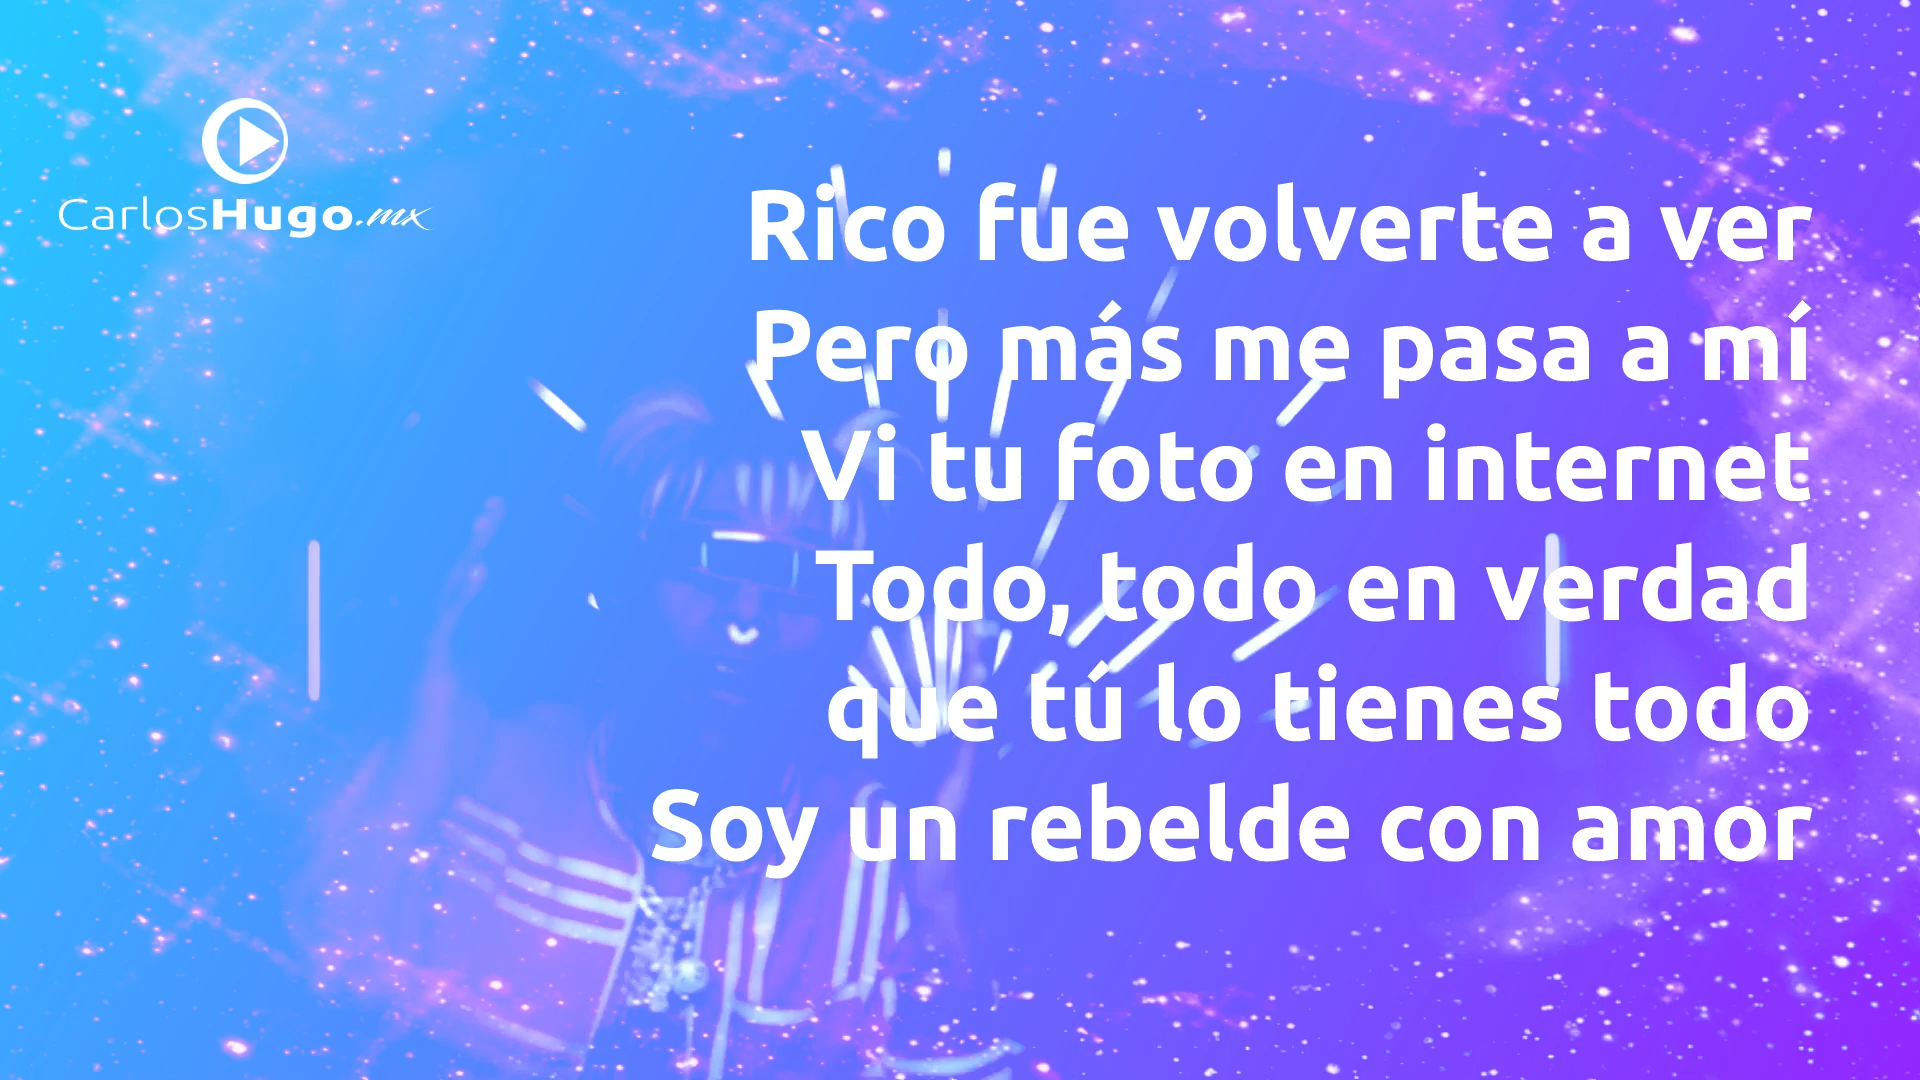 CarlosHugo.mx
Rico fue volverte a ver
Pero más me pasa a mí
Vi tu foto en internet
Todo, todo en verdad
que tú lo tienes todo
Soy un rebelde con amor